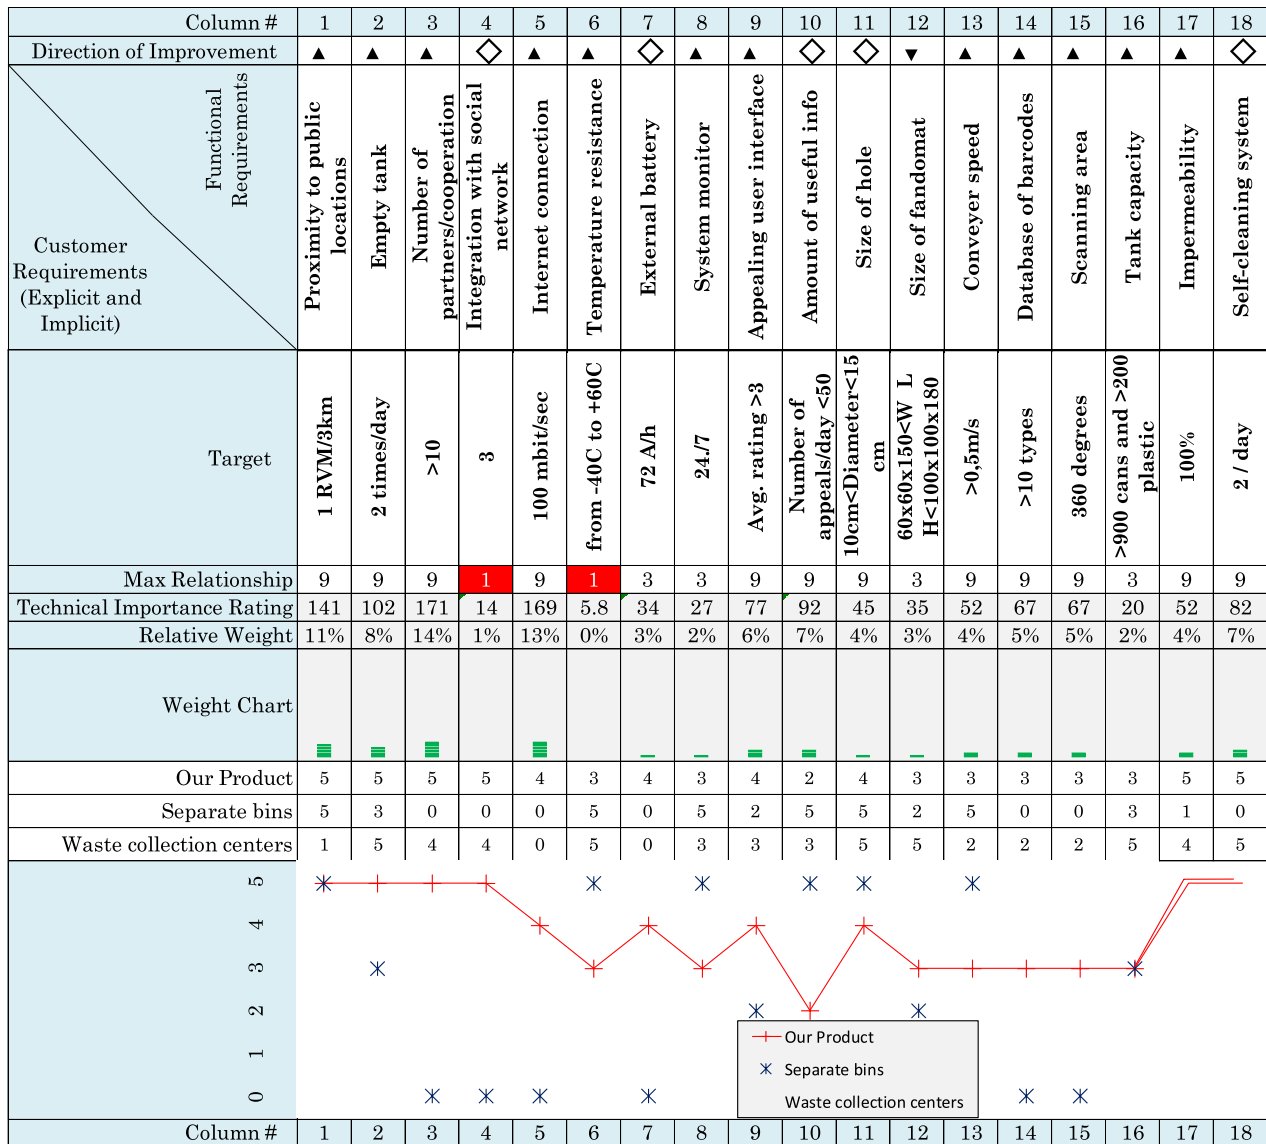 Column # 1 2 3 4 5 6 7 8 9 10 11 12 13 14 15 16 17 18
Direction of Improvement ▲ ▲ ▲ ◇ ▲ ▲ ◇ ▲ ▲ ◇ ◇ ▼ ▲ ▲ ▲ ▲ ▲ ◇
Functional
Requirements
Customer
Requirements
(Explicit and
Implicit)
Proximity to public
locations
Empty tank
Number of
partners/cooperation
Integration with social
network
Internet connection
Temperature resistance
External battery
System monitor
Appealing user interface
Amount of useful info
Size of hole
Size of fandomat
Conveyer speed
Database of barcodes
Scanning area
Tank capacity
Impermeability
Self-cleaning system
Target
1 RVM/3km
2 times/day
>10
3
100 mbit/sec
from -40C to +60C
72 A/h
24./7
Avg. rating >3
Number of
appeals/day <50
10cm<Diameter<15
cm
60x60x150<W L
H<100x100x180
>0,5m/s
>10 types
360 degrees
>900 cans and >200
plastic
100%
2 / day
Max Relationship 9 9 9 1 9 1 3 3 9 9 9 3 9 9 9 3 9 9
Technical Importance Rating 141 102 171 14 169 5.8 34 27 77 92 45 35 52 67 67 20 52 82
Relative Weight 11% 8% 14% 1% 13% 0% 3% 2% 6% 7% 4% 3% 4% 5% 5% 2% 4% 7%
Weight Chart
Our Product 5 5 5 5 4 3 4 3 4 2 4 3 3 3 3 3 5 5
Separate bins 5 3 0 0 0 5 0 5 2 5 5 2 5 0 0 3 1 0
Waste collection centers 1 5 4 4 0 5 0 3 3 3 5 5 2 2 2 5 4 5
5
4
3
2
1
0
Our Product
Separate bins
Waste collection centers
Column # 1 2 3 4 5 6 7 8 9 10 11 12 13 14 15 16 17 18